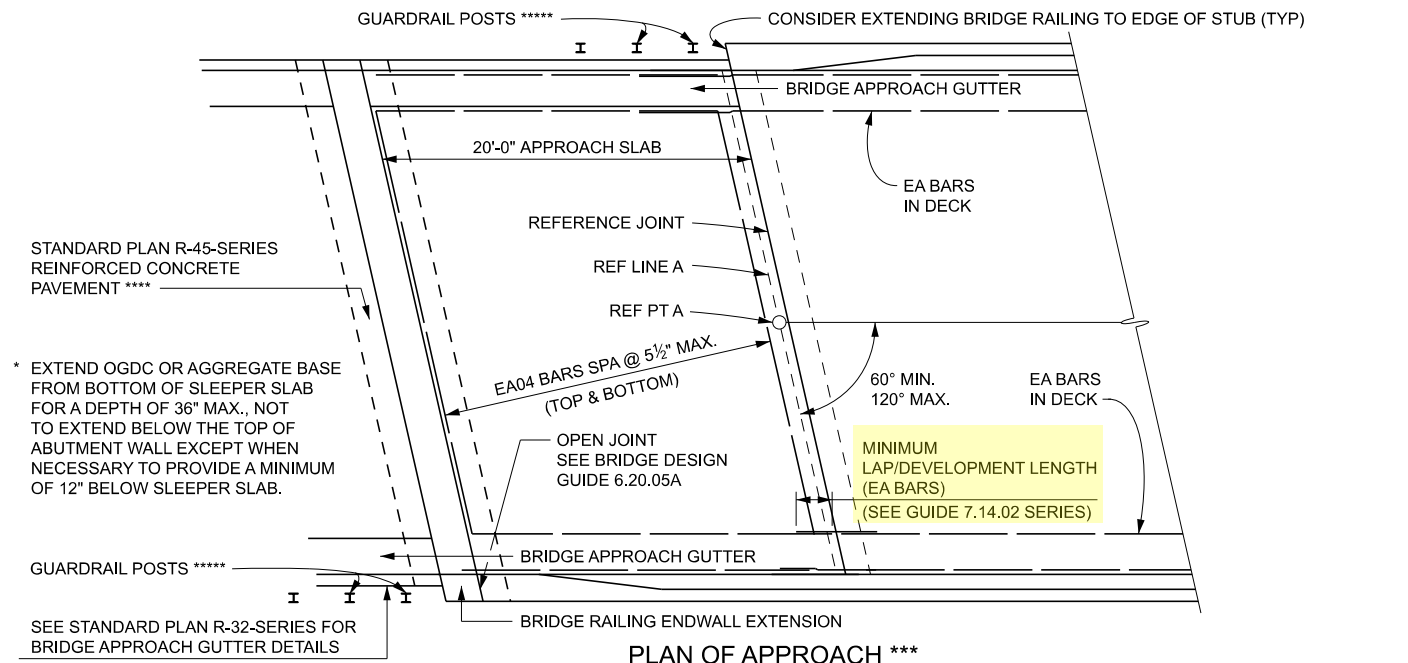 GUARDRAIL POSTS *****
CONSIDER EXTENDING BRIDGE RAILING TO EDGE OF STUB (TYP)
BRIDGE APPROACH GUTTER
20'-0" APPROACH SLAB
EA BARS
IN DECK
REFERENCE JOINT
STANDARD PLAN R-45-SERIES
REINFORCED CONCRETE
PAVEMENT ****
REF LINE A
REF PT A
EA04 BARS SPA @ 5½" MAX.
(TOP & BOTTOM)
60° MIN.
120° MAX.
EA BARS
IN DECK
* EXTEND OGDC OR AGGREGATE BASE
FROM BOTTOM OF SLEEPER SLAB
FOR A DEPTH OF 36" MAX., NOT
TO EXTEND BELOW THE TOP OF
ABUTMENT WALL EXCEPT WHEN
NECESSARY TO PROVIDE A MINIMUM
OF 12" BELOW SLEEPER SLAB.
OPEN JOINT
SEE BRIDGE DESIGN
GUIDE 6.20.05A
MINIMUM
LAP/DEVELOPMENT LENGTH
(EA BARS)
(SEE GUIDE 7.14.02 SERIES)
BRIDGE APPROACH GUTTER
GUARDRAIL POSTS *****
BRIDGE RAILING ENDWALL EXTENSION
SEE STANDARD PLAN R-32-SERIES FOR
BRIDGE APPROACH GUTTER DETAILS
PLAN OF APPROACH ***